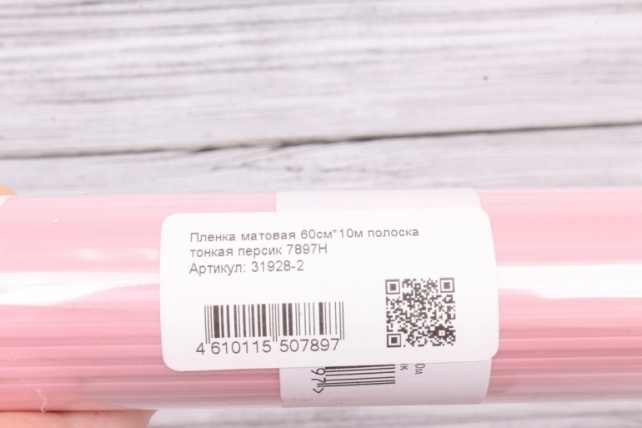 Пленка матовая 60см*10м полоска
тонкая персик 7897Н
Артикул: 31928-2
4 610115 507897